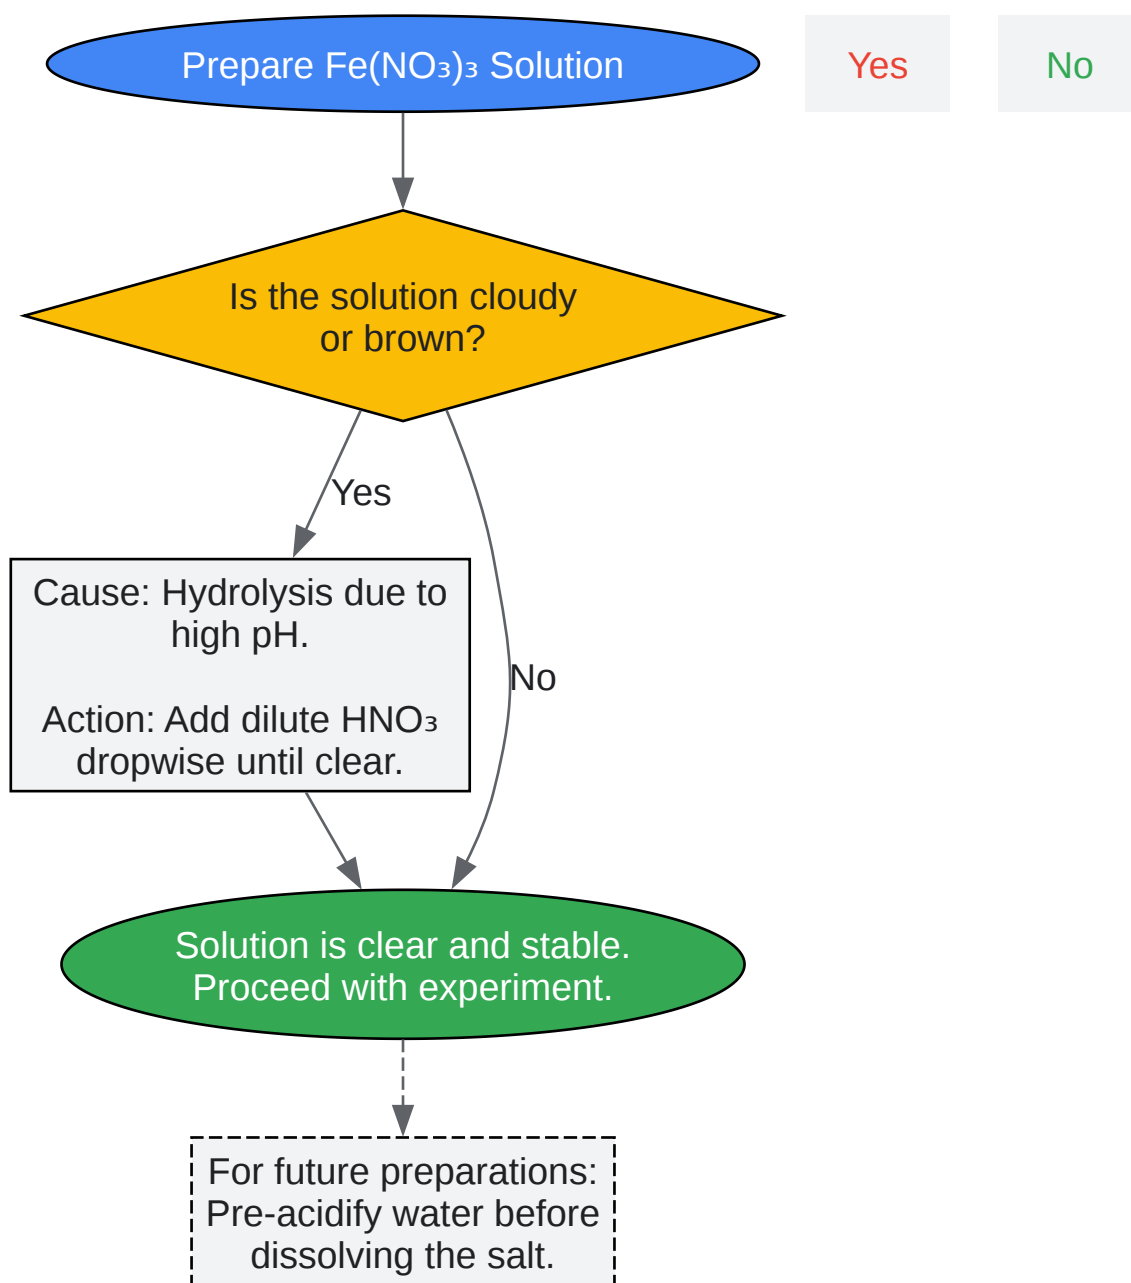 Prepare Fe(NO₃)₃ Solution
Yes
No
Is the solution cloudy
or brown?
Yes
Cause: Hydrolysis due to
high pH.
Action: Add dilute HNO₃
dropwise until clear.
No
Solution is clear and stable.
Proceed with experiment.
For future preparations:
Pre-acidify water before
dissolving the salt.